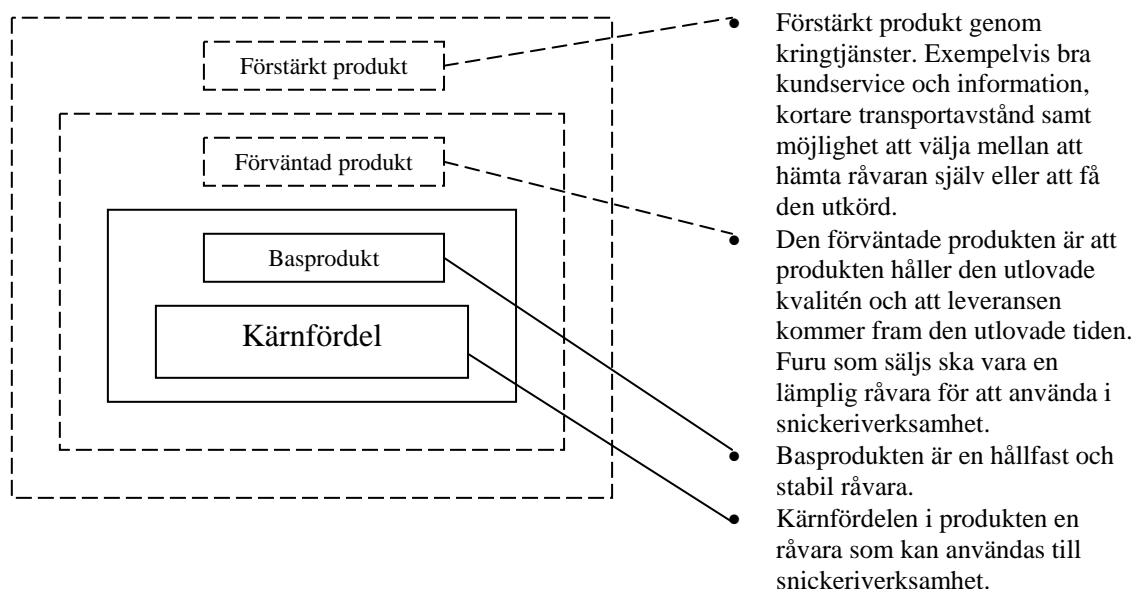 Förstärkt produkt
Förväntad produkt
Basprodukt
Kärnfördel
• Förstärkt produkt genom
kringtjänster. Exempelvis bra
kundservice och information,
kortare transportavstånd samt
möjlighet att välja mellan att
hämta råvaran själv eller att få
den utkörd.
• Den förväntade produkten är att
produkten håller den utlovade
kvalitén och att leveransen
kommer fram den utlovade tiden.
Furu som säljs ska vara en
lämplig råvara för att använda i
snickeriverksamhet.
• Basprodukten är en hållfast och
stabil råvara.
• Kärnfördelen i produkten en
råvara som kan användas till
snickeriverksamhet.